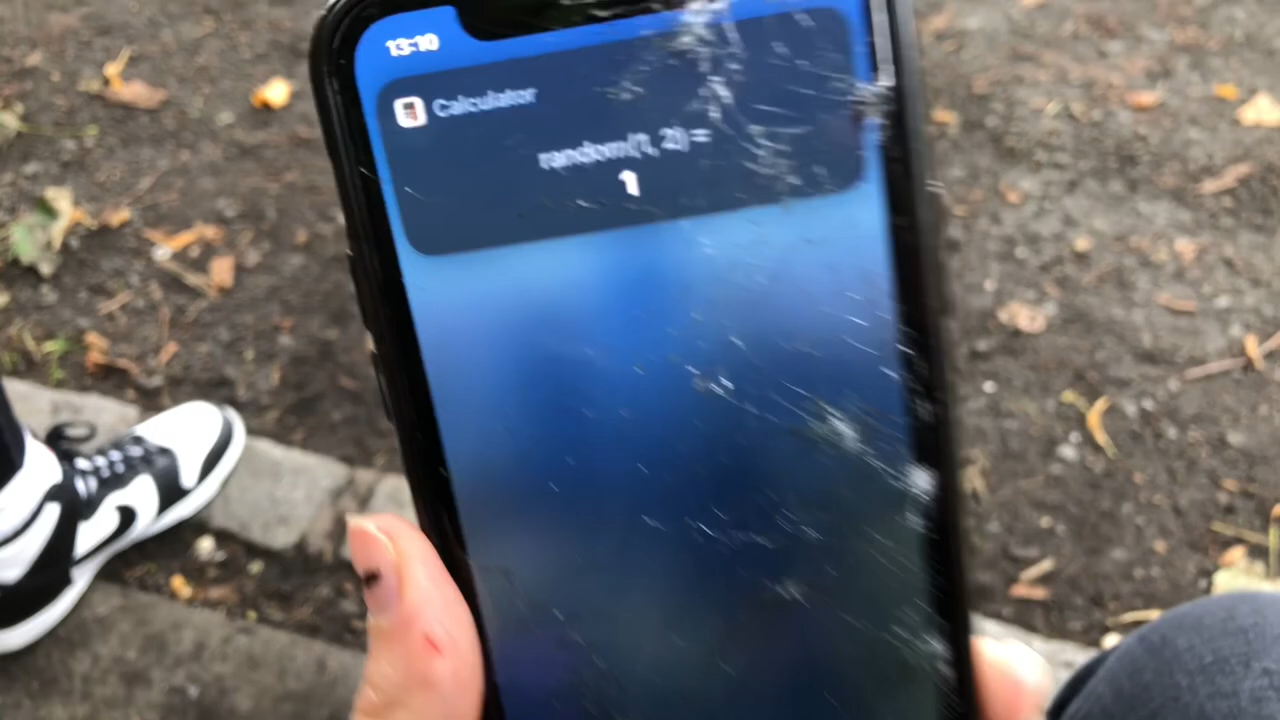 13:10
Calculator
random(1, 2) =
1